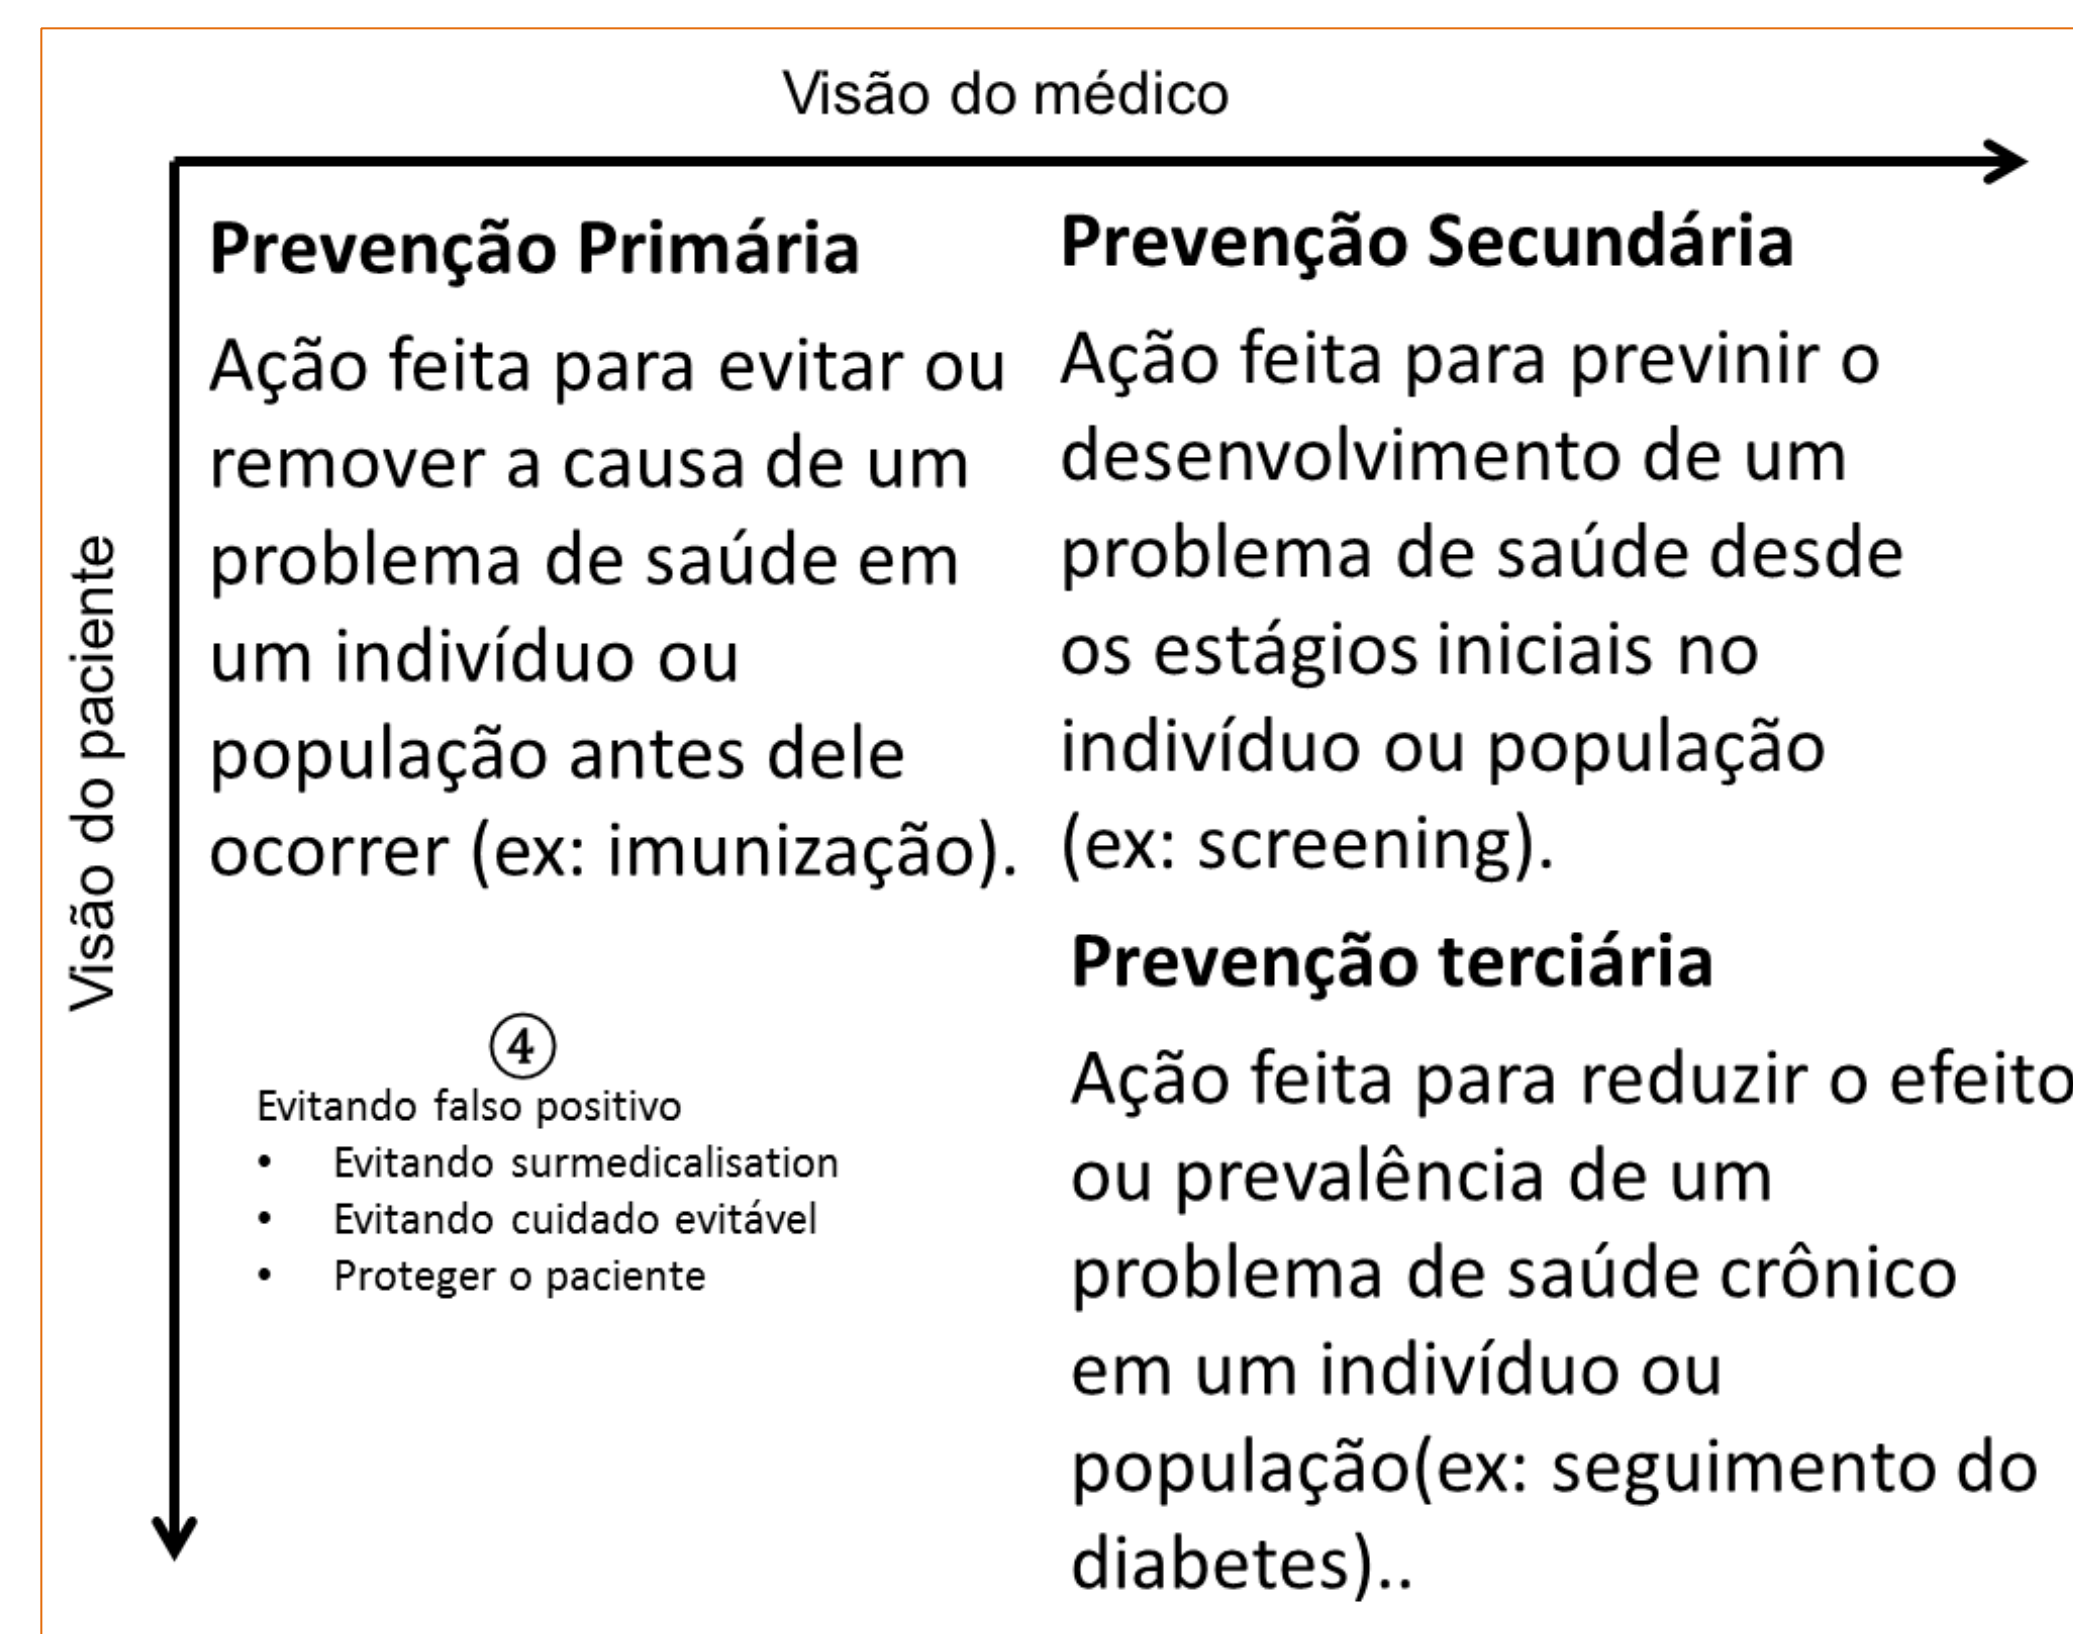 Visão do médico
Visão do paciente
Prevenção Primária
Ação feita para evitar ou
remover a causa de um
problema de saúde em
um indivíduo ou
população antes dele
ocorrer (ex: imunização).
Prevenção Secundária
Ação feita para previnir o
desenvolvimento de um
problema de saúde desde
os estágios iniciais no
indivíduo ou população
(ex: screening).
④
Evitando falso positivo
• Evitando surmedicalisation
• Evitando cuidado evitável
• Proteger o paciente
Prevenção terciária
Ação feita para reduzir o efeito
ou prevalência de um
problema de saúde crônico
em um indivíduo ou
população(ex: seguimento do
diabetes)..